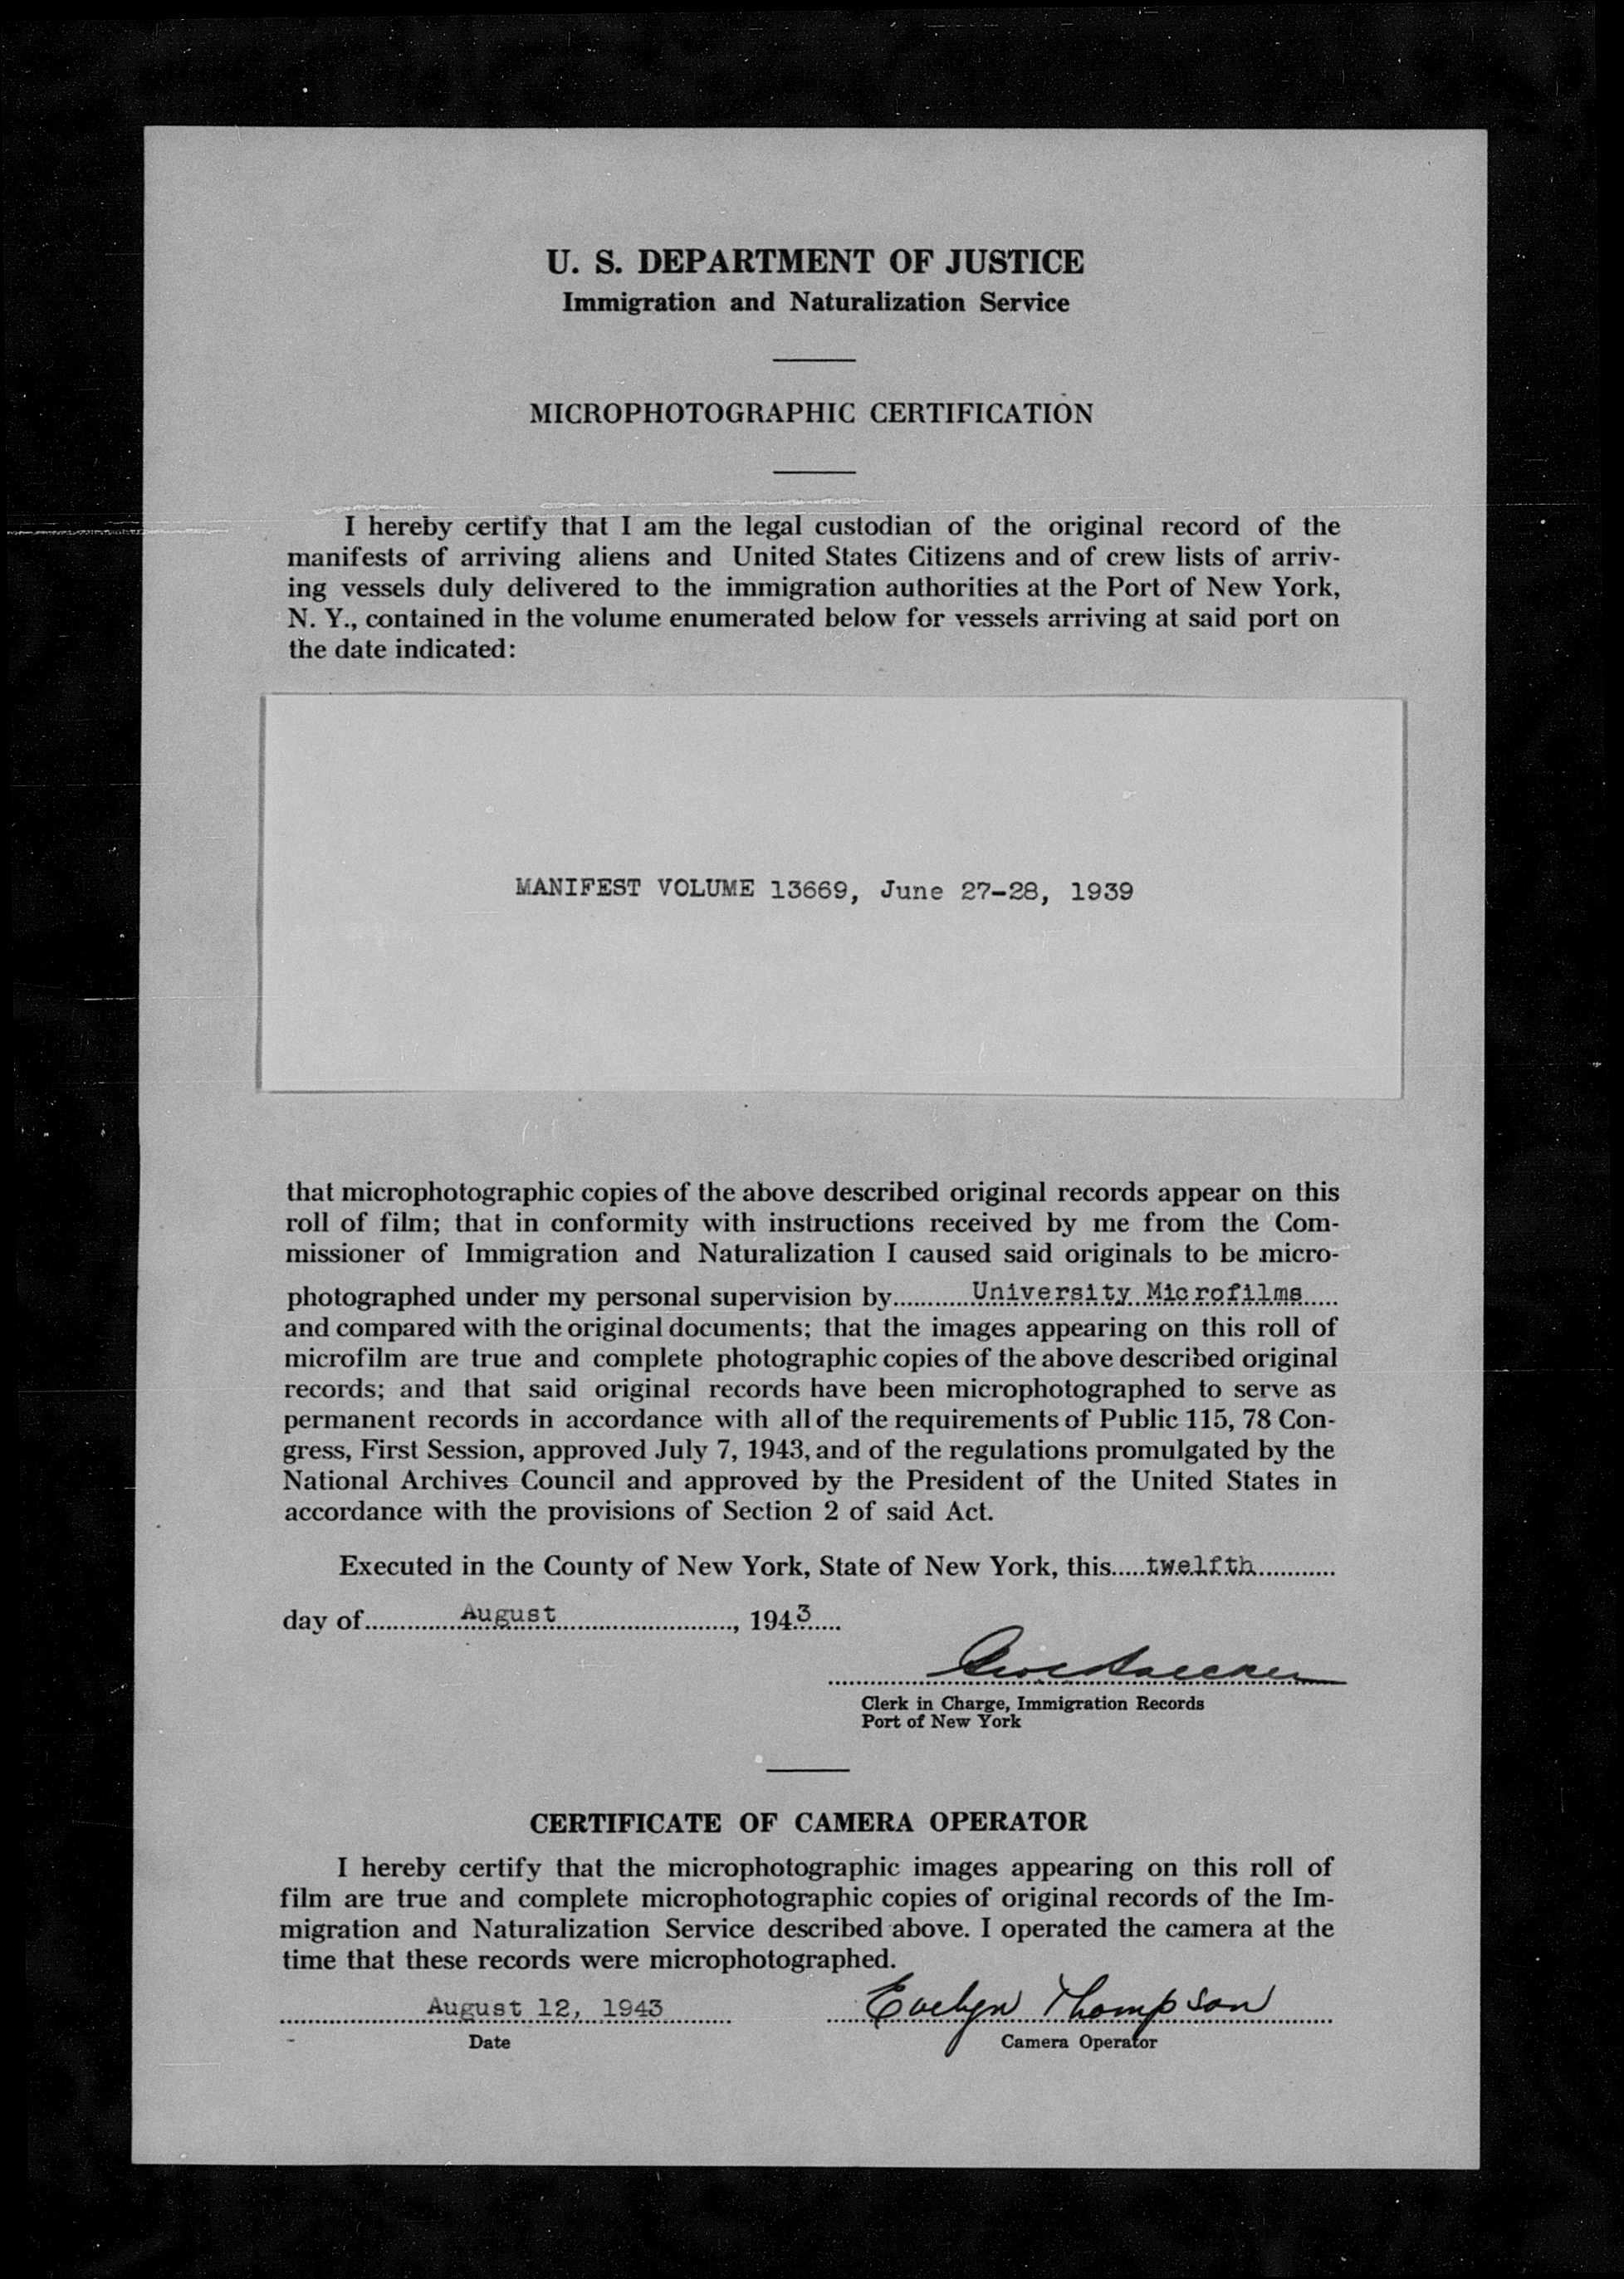 U. S. DEPARTMENT OF JUSTICE
Immigration and Naturalization Service
MICROPHOTOGRAPHIC CERTIFICATION
I hereby certify that I am the legal custodian of the original record of the
manifests of arriving aliens and United States Citizens and of crew lists of arriv-
ing vessels duly delivered to the immigration authorities at the Port of New York,
N. Y., contained in the volume enumerated below for vessels arriving at said port on
the date indicated:
MANIFEST VOLUME 13669, June 27-28, 1939
that microphotographic copies of the above described original records appear on this
roll of film; that in conformity with instructions received by me from the Com-
missioner of Immigration and Naturalization I caused said originals to be micro-
photographed under my personal supervision by University Microfilms
and compared with the original documents; that the images appearing on this roll of
microfilm are true and complete photographic copies of the above described original
records; and that said original records have been microphotographed to serve as
permanent records in accordance with all of the requirements of Public 115, 78 Con-
gress, First Session, approved July 7, 1943, and of the regulations promulgated by the
National Archives Council and approved by the President of the United States in
accordance with the provisions of Section 2 of said Act.
Executed in the County of New York, State of New York, this twelfth
day of August, 1943
Clerk in Charge, Immigration Records
Port of New York
CERTIFICATE OF CAMERA OPERATOR
I hereby certify that the microphotographic images appearing on this roll of
film are true and complete microphotographic copies of original records of the Im-
migration and Naturalization Service described above. I operated the camera at the
time that these records were microphotographed.
August 12, 1943 Evelyn Thompson
Date Camera Operator